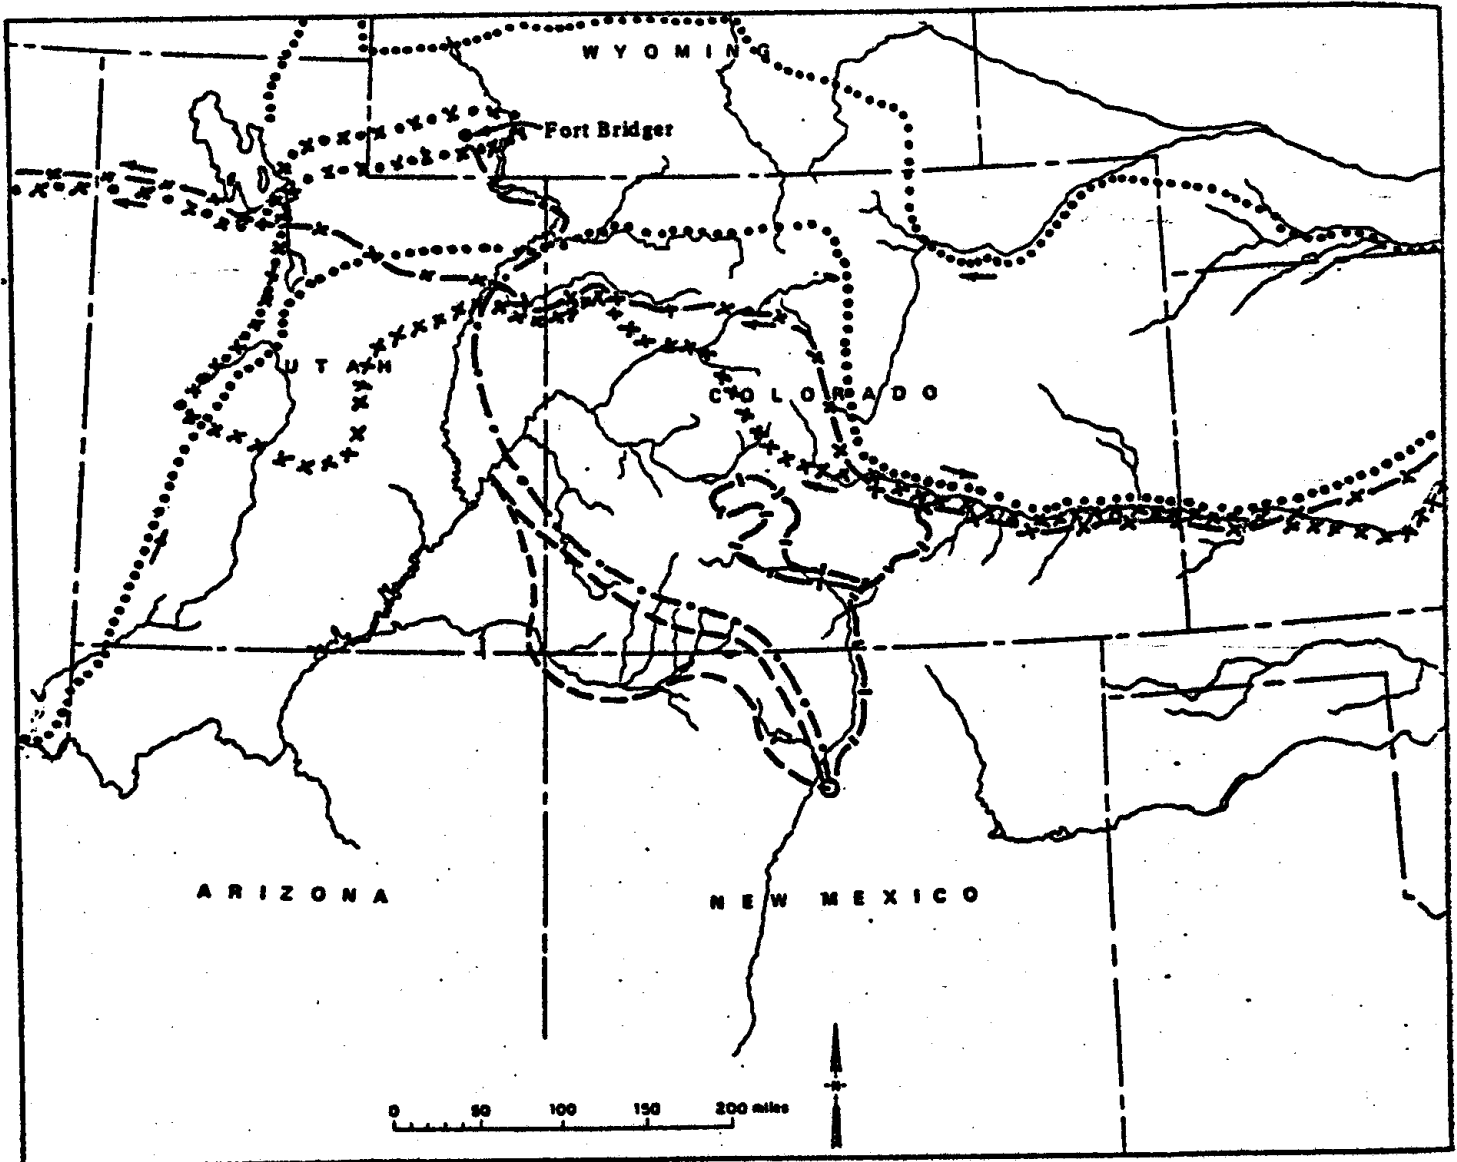 WYOMING
Fort Bridger
UTAH
COLORADO
ARIZONA
NEW MEXICO
N
0 50 100 150 200 miles